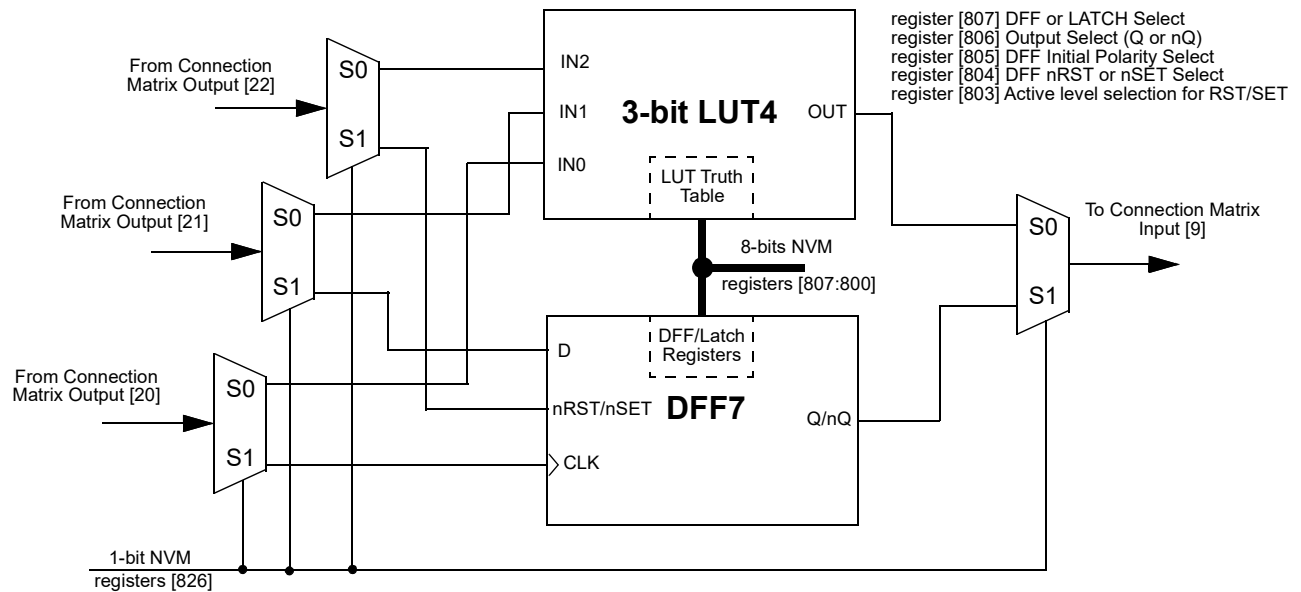 register [807] DFF or LATCH Select
register [806] Output Select (Q or nQ)
register [805] DFF Initial Polarity Select
register [804] DFF nRST or nSET Select
register [803] Active level selection for RST/SET
From Connection
Matrix Output [22]
S0
S1
IN2
IN1
IN0
3-bit LUT4
OUT
LUT Truth
Table
From Connection
Matrix Output [21]
S0
S1
To Connection Matrix
Input [9]
S0
S1
8-bits NVM
registers [807:800]
From Connection
Matrix Output [20]
S0
S1
DFF/Latch
Registers
D
nRST/nSET
CLK
DFF7
Q/nQ
1-bit NVM
registers [826]